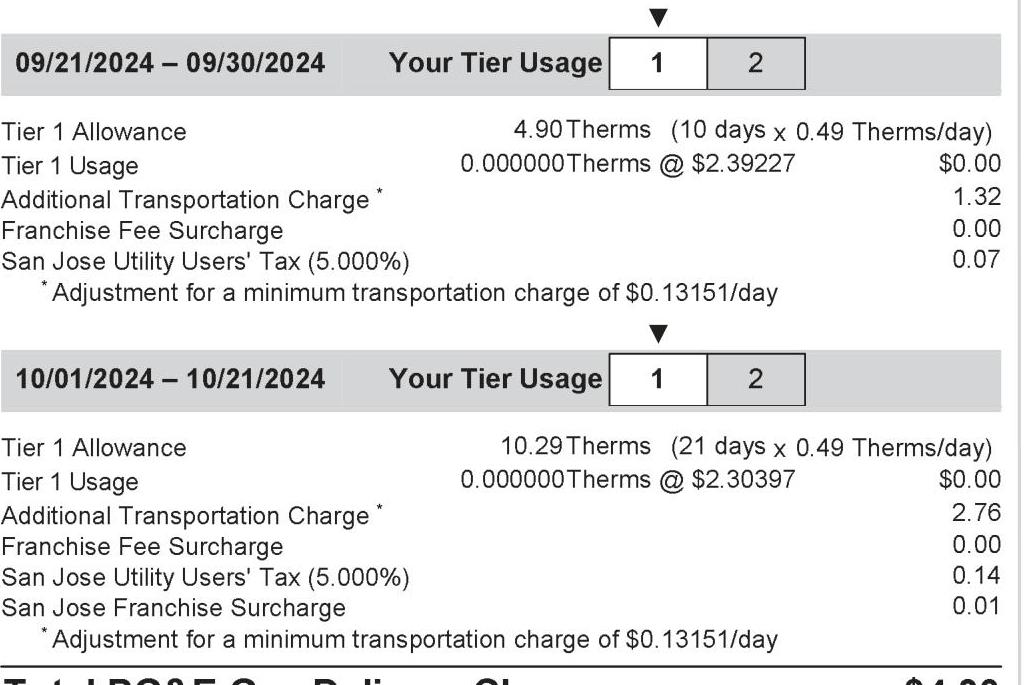 09/21/2024 – 09/30/2024 Your Tier Usage 1 2
Tier 1 Allowance 4.90 Therms (10 days x 0.49 Therms/day)
Tier 1 Usage 0.000000 Therms @ $2.39227 $0.00
Additional Transportation Charge * 1.32
Franchise Fee Surcharge 0.00
San Jose Utility Users' Tax (5.000%) 0.07
* Adjustment for a minimum transportation charge of $0.13151/day
10/01/2024 – 10/21/2024 Your Tier Usage 1 2
Tier 1 Allowance 10.29 Therms (21 days x 0.49 Therms/day)
Tier 1 Usage 0.000000 Therms @ $2.30397 $0.00
Additional Transportation Charge * 2.76
Franchise Fee Surcharge 0.00
San Jose Utility Users' Tax (5.000%) 0.14
San Jose Franchise Surcharge 0.01
* Adjustment for a minimum transportation charge of $0.13151/day
Total PG&E Gas Delivery